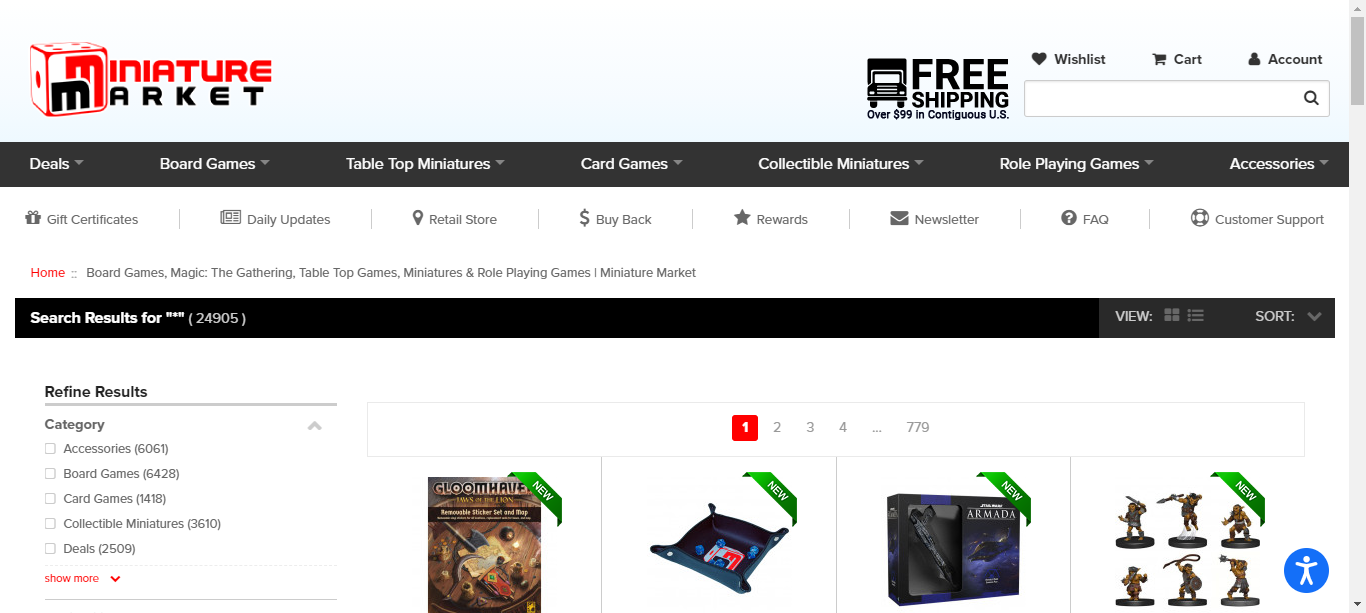 MINIATURE MARKET
FREE SHIPPING
Over $99 in Contiguous U.S.
Wishlist
Cart
Account
Deals
Board Games
Table Top Miniatures
Card Games
Collectible Miniatures
Role Playing Games
Accessories
Gift Certificates
Daily Updates
Retail Store
Buy Back
Rewards
Newsletter
FAQ
Customer Support
Home :: Board Games, Magic: The Gathering, Table Top Games, Miniatures & Role Playing Games | Miniature Market
Search Results for "*" ( 24905 )
VIEW:
SORT:
Refine Results
Category
Accessories (6061)
Board Games (6428)
Card Games (1418)
Collectible Miniatures (3610)
Deals (2509)
show more
1 2 3 4 ... 779
NEW
GLOOMHAVEN
JAWS OF THE LION
Removable Sticker Set and Map
NEW
NEW
STAR WARS
ARMADA
NEW